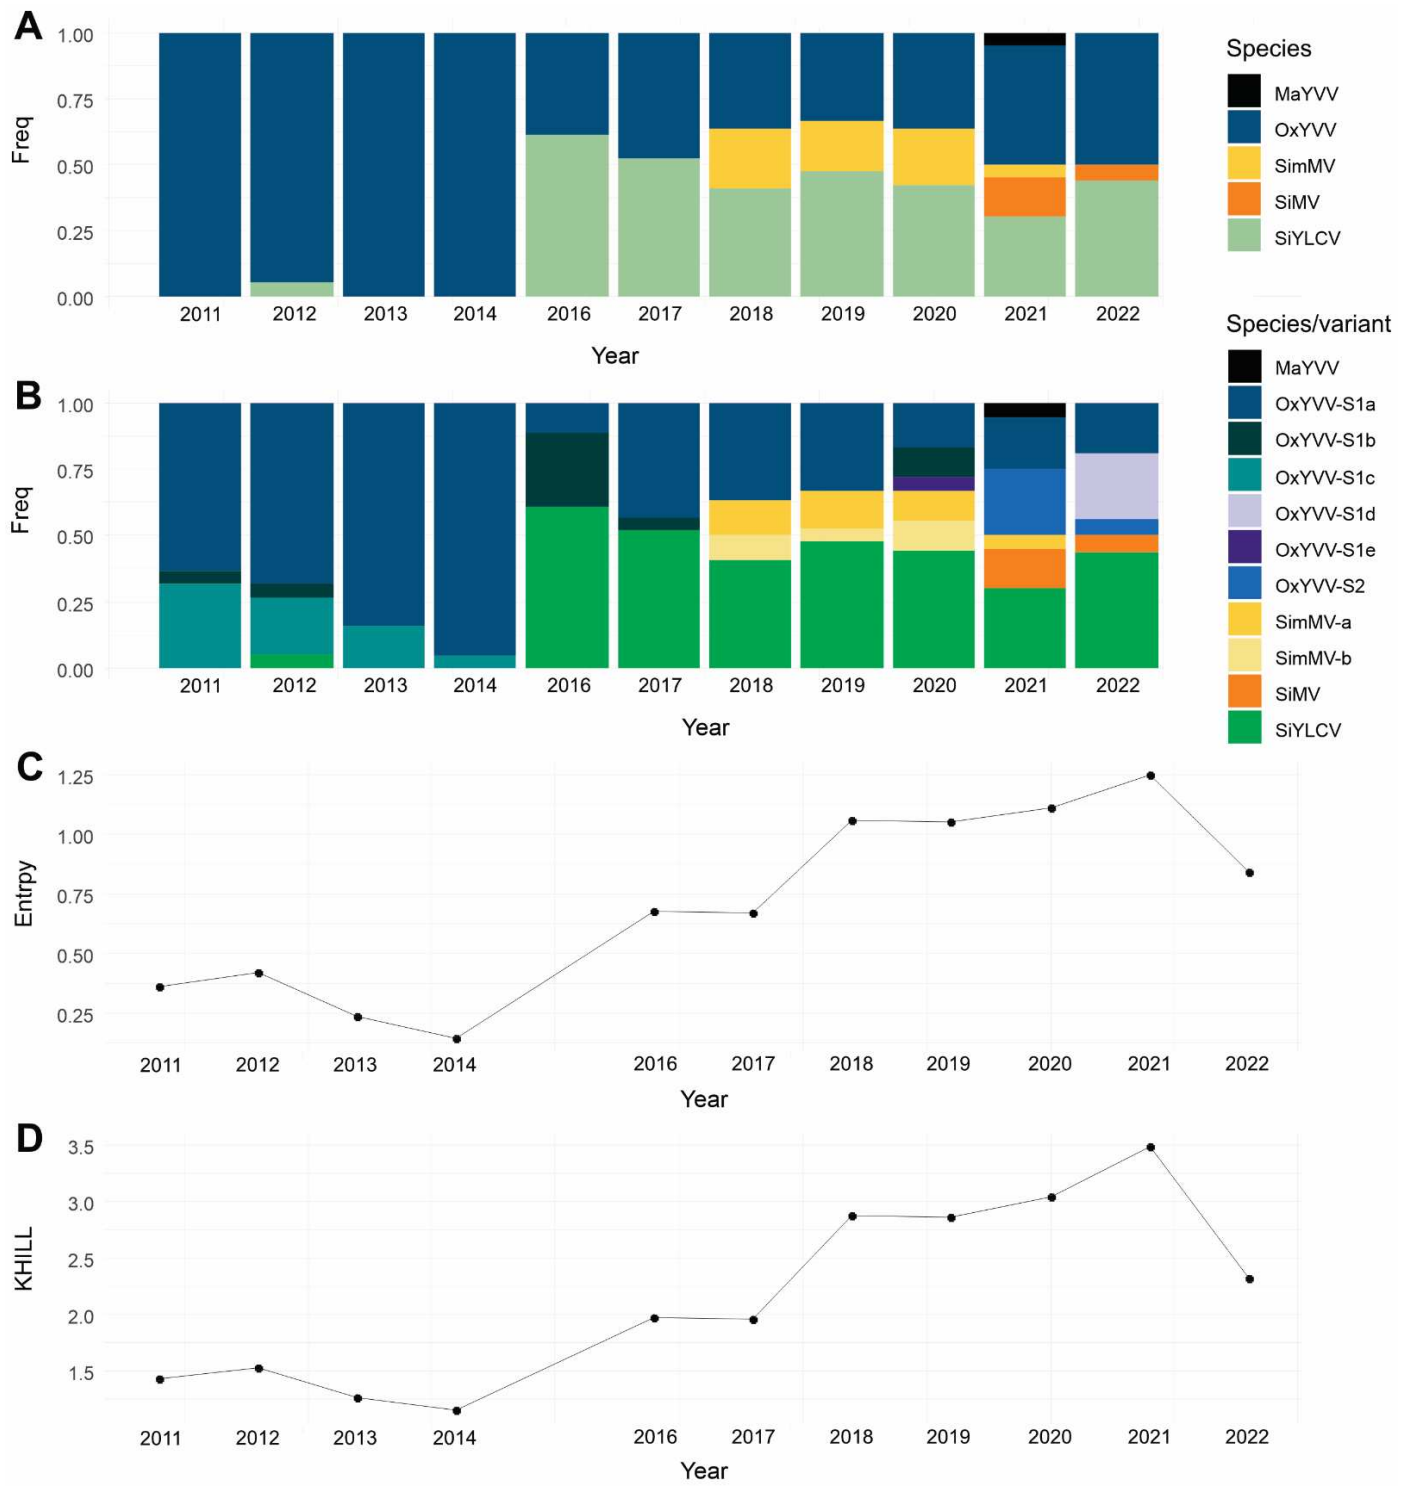 A
1.00
0.75
0.50
0.25
0.00
Freq
2011 2012 2013 2014 2016 2017 2018 2019 2020 2021 2022
Year
Species
MaYVV
OxYVV
SimMV
SiMV
SiYLCV
B
1.00
0.75
0.50
0.25
0.00
Freq
2011 2012 2013 2014 2016 2017 2018 2019 2020 2021 2022
Year
Species/variant
MaYVV
OxYVV-S1a
OxYVV-S1b
OxYVV-S1c
OxYVV-S1d
OxYVV-S1e
OxYVV-S2
SimMV-a
SimMV-b
SiMV
SiYLCV
C
1.25
1.00
0.75
0.50
0.25
Entrpy
2011 2012 2013 2014 2016 2017 2018 2019 2020 2021 2022
Year
D
3.5
3.0
2.5
2.0
1.5
KHILL
2011 2012 2013 2014 2016 2017 2018 2019 2020 2021 2022
Year